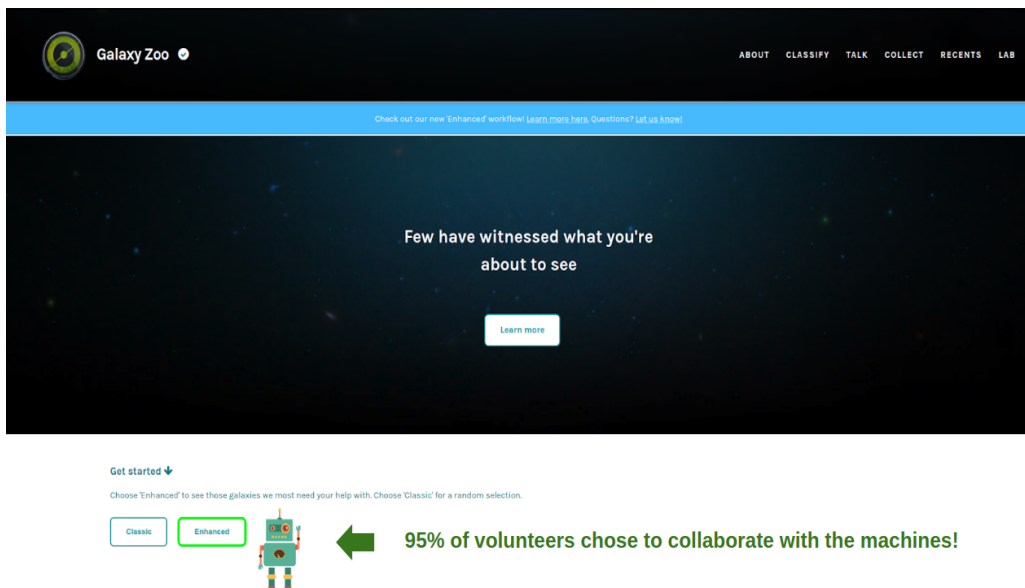 Galaxy Zoo
ABOUT CLASSIFY TALK COLLECT RECENTS LAB
Check out our new 'Enhanced' workflow! Learn more here. Questions? Let us know!
Few have witnessed what you're
about to see
Learn more
Get started
Choose 'Enhanced' to see those galaxies we most need your help with. Choose 'Classic' for a random selection.
Classic Enhanced
95% of volunteers chose to collaborate with the machines!